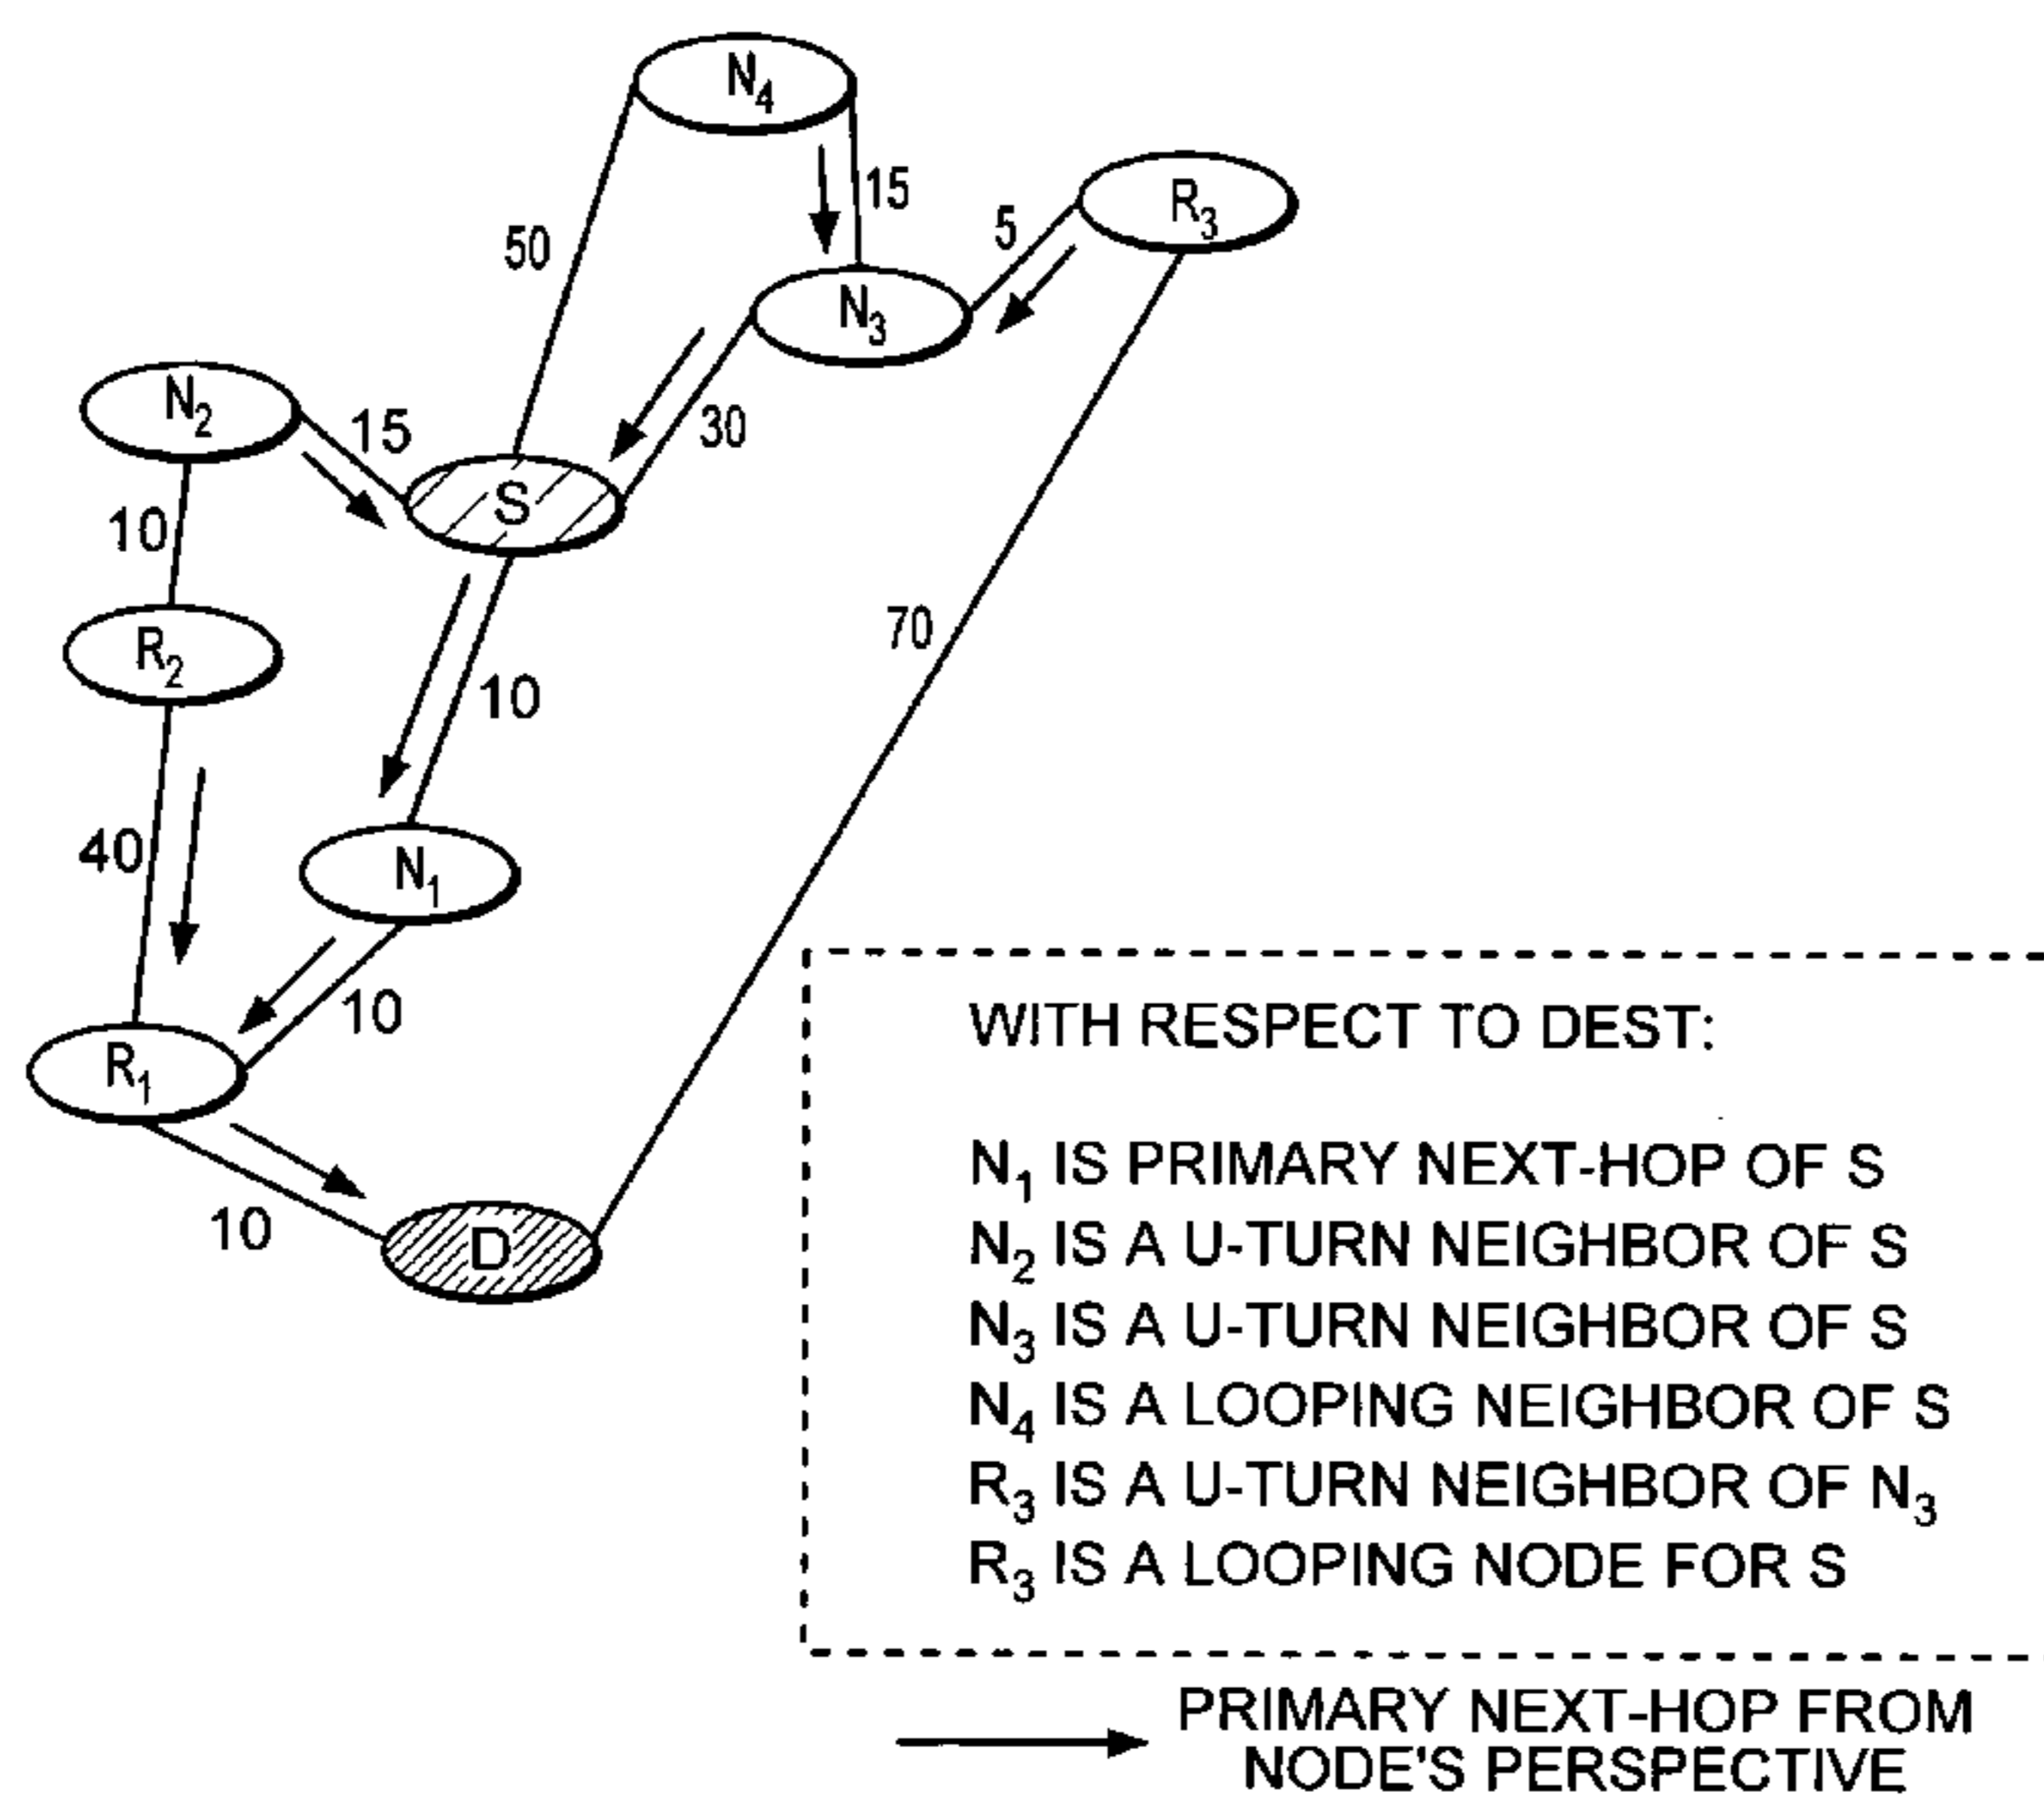 N₄
15
R₃
5
50
N₃
N₂
15
30
S
10
R₂
70
10
40
N₁
10
R₁
10
D
WITH RESPECT TO DEST:
N₁ IS PRIMARY NEXT-HOP OF S
N₂ IS A U-TURN NEIGHBOR OF S
N₃ IS A U-TURN NEIGHBOR OF S
N₄ IS A LOOPING NEIGHBOR OF S
R₃ IS A U-TURN NEIGHBOR OF N₃
R₃ IS A LOOPING NODE FOR S
PRIMARY NEXT-HOP FROM
NODE'S PERSPECTIVE